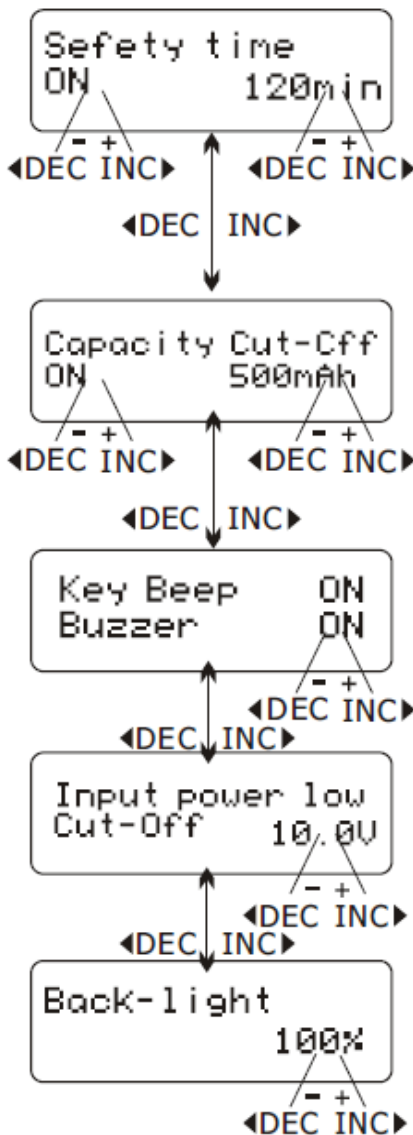 Sefety time
ON 120min
- + - +
◀DEC INC▶ ◀DEC INC▶
◀DEC INC▶
Capacity Cut-Cff
ON 500mAh
- + - +
◀DEC INC▶ ◀DEC INC▶
◀DEC INC▶
Key Beep ON
Buzzer ON
- +
◀DEC INC▶
◀DEC INC▶
Input power low
Cut-Off 10.0V
- +
◀DEC INC▶
◀DEC INC▶
Back-light
100%
- +
◀DEC INC▶